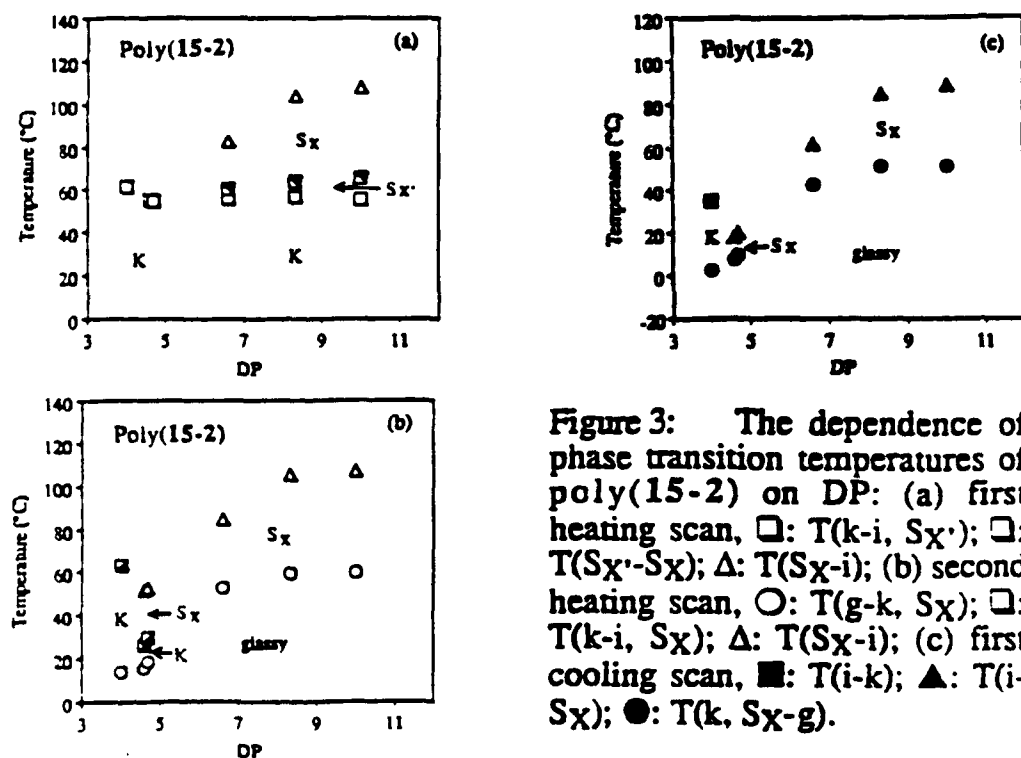 140
120
100
80
60
40
20
0
3
5
7
9
11
Temperature (°C)
DP
Poly(15-2)
(a)
SX
SX'
K
K
140
120
100
80
60
40
20
0
3
5
7
9
11
Temperature (°C)
DP
Poly(15-2)
(b)
SX
K
SX
K
glassy
120
100
80
60
40
20
0
-20
3
5
7
9
11
Temperature (°C)
DP
Poly(15-2)
(c)
SX
K
SX
glassy
Figure 3: The dependence of
phase transition temperatures of
poly(15-2) on DP: (a) first
heating scan, ❑: T(k-i, SX'); ❑:
T(SX'-SX); Δ: T(SX-i); (b) second
heating scan, ○: T(g-k, SX); ❑:
T(k-i, SX); Δ: T(SX-i); (c) first
cooling scan, ■: T(i-k); ▲: T(i-
SX); ●: T(k, SX-g).